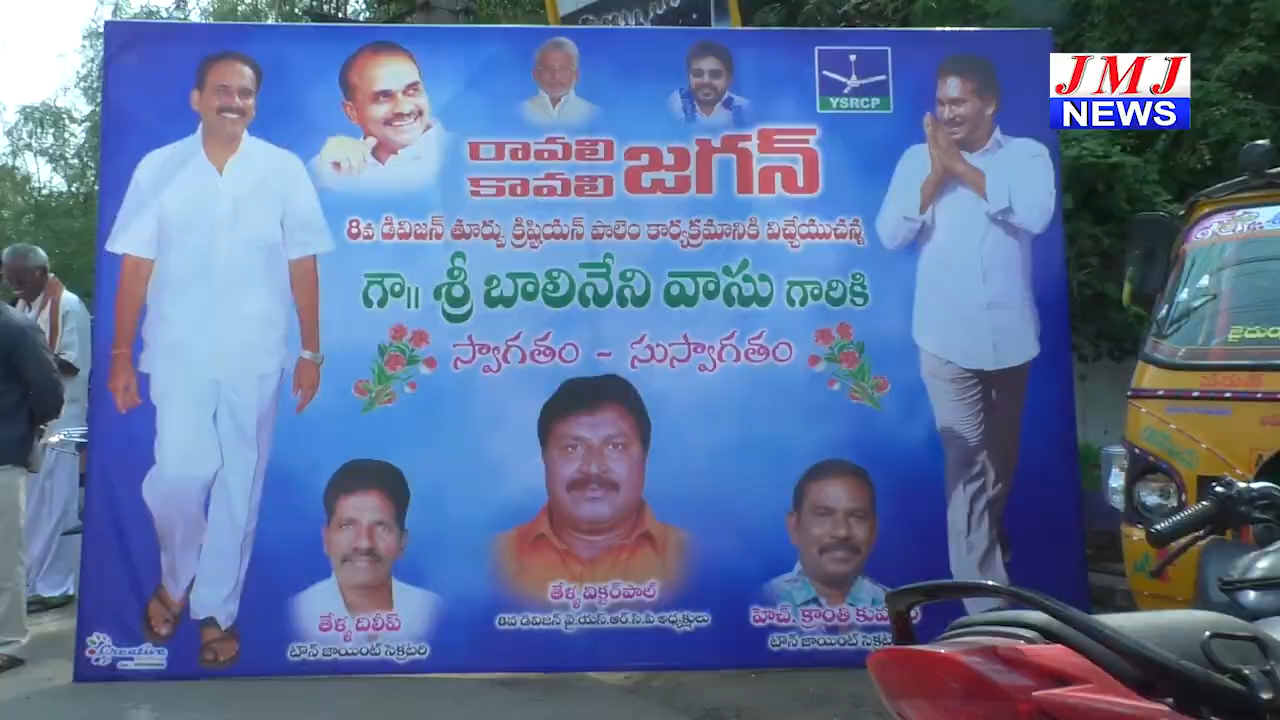 JMJ
NEWS
YSRCP
రావలి
కావలి
జగన్
8వ డివిజన్ తూర్పు క్రిష్టియన్ పాలెం కార్యక్రమానికి విచ్చేయుచున్న
గౌ॥ శ్రీ బాలినేని వాసు గారికి
స్వాగతం - సుస్వాగతం
తేళ్ళ దిలీప్
టౌన్ జాయింట్ సెక్రటరి
తేళ్ళ విక్టర్‌పాల్
8వ డివిజన్ వై.యస్.ఆర్.సి.పి అధ్యక్షులు
హెచ్. క్రాంతి
టౌన్ జాయింట్
Creative